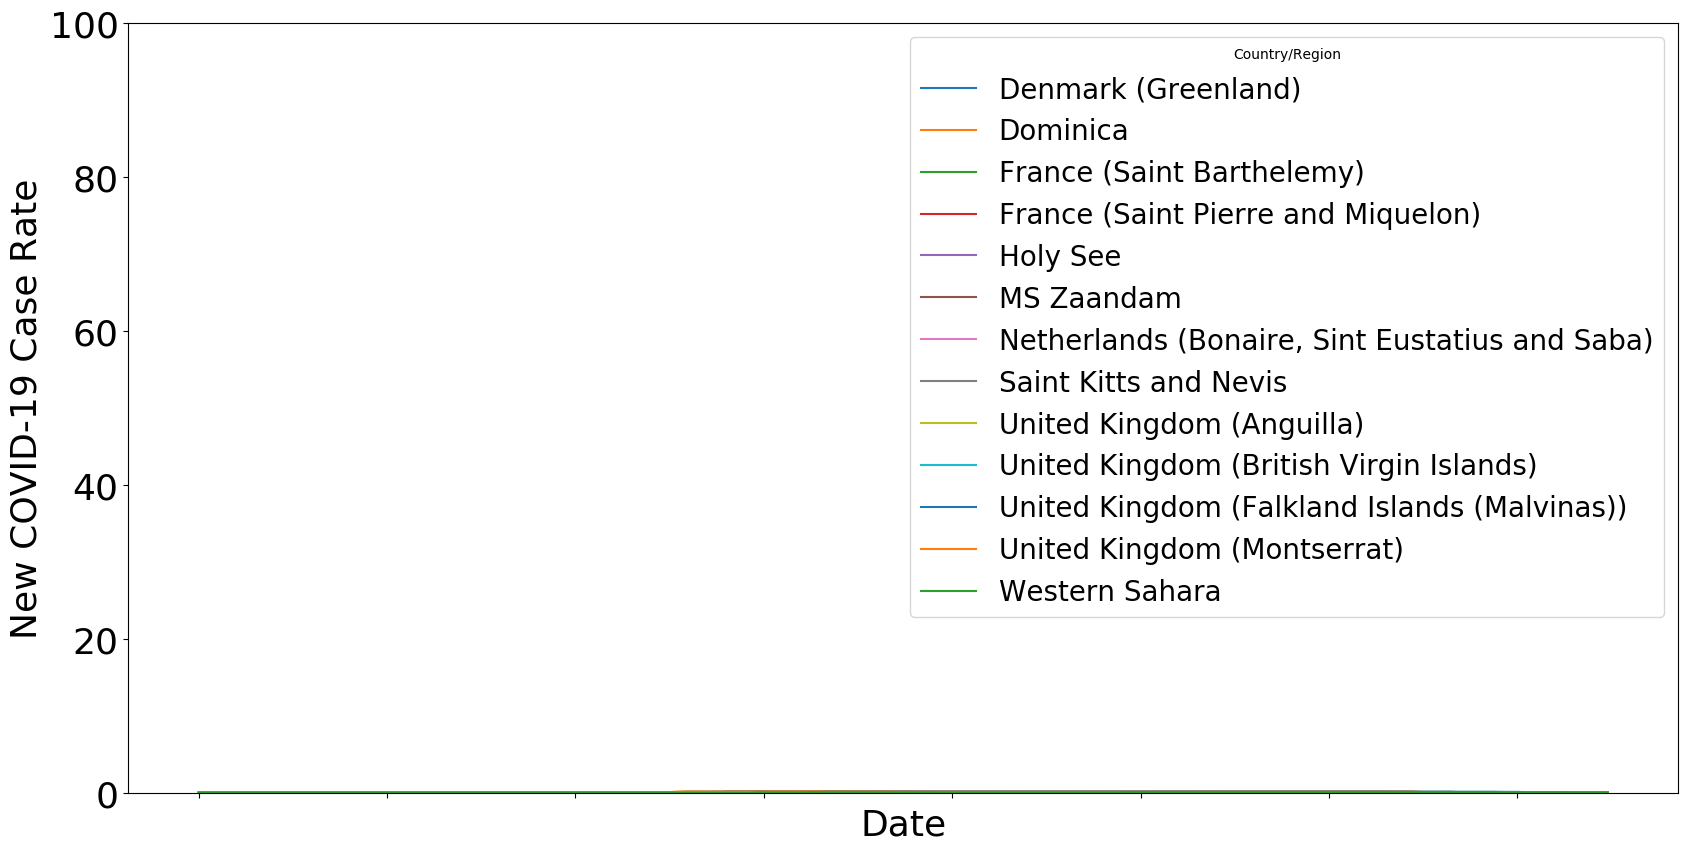 100
80
60
40
20
0
New COVID-19 Case Rate
Date
Country/Region
Denmark (Greenland)
Dominica
France (Saint Barthelemy)
France (Saint Pierre and Miquelon)
Holy See
MS Zaandam
Netherlands (Bonaire, Sint Eustatius and Saba)
Saint Kitts and Nevis
United Kingdom (Anguilla)
United Kingdom (British Virgin Islands)
United Kingdom (Falkland Islands (Malvinas))
United Kingdom (Montserrat)
Western Sahara